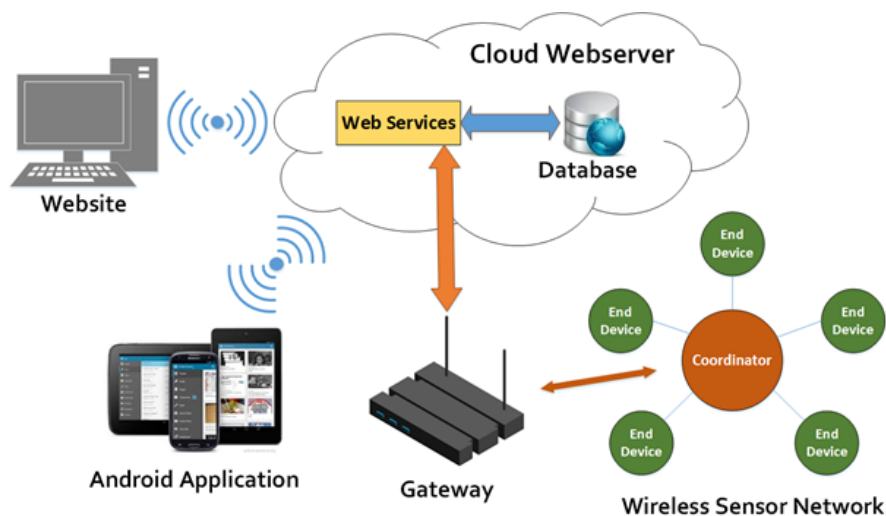 Cloud Webserver
Web Services
Database
Website
Android Application
Gateway
End
Device
End
Device
End
Device
Coordinator
End
Device
End
Device
Wireless Sensor Network